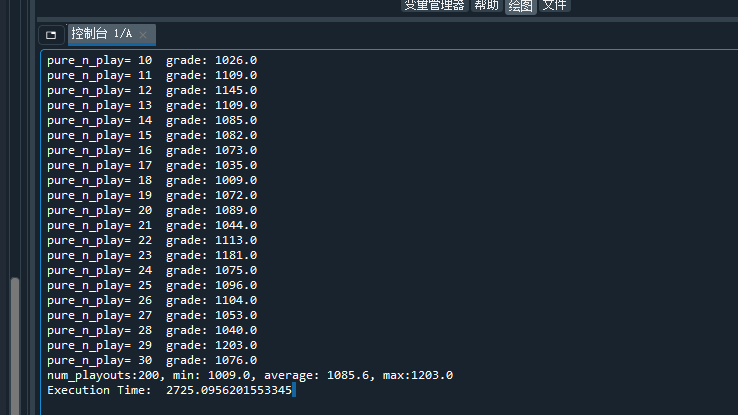 变量管理器 帮助 绘图 文件
控制台 1/A
pure_n_play= 10 grade: 1026.0
pure_n_play= 11 grade: 1109.0
pure_n_play= 12 grade: 1145.0
pure_n_play= 13 grade: 1109.0
pure_n_play= 14 grade: 1085.0
pure_n_play= 15 grade: 1082.0
pure_n_play= 16 grade: 1073.0
pure_n_play= 17 grade: 1035.0
pure_n_play= 18 grade: 1009.0
pure_n_play= 19 grade: 1072.0
pure_n_play= 20 grade: 1089.0
pure_n_play= 21 grade: 1044.0
pure_n_play= 22 grade: 1113.0
pure_n_play= 23 grade: 1181.0
pure_n_play= 24 grade: 1075.0
pure_n_play= 25 grade: 1096.0
pure_n_play= 26 grade: 1104.0
pure_n_play= 27 grade: 1053.0
pure_n_play= 28 grade: 1040.0
pure_n_play= 29 grade: 1203.0
pure_n_play= 30 grade: 1076.0
num_playouts:200, min: 1009.0, average: 1085.6, max:1203.0
Execution Time: 2725.0956201553345